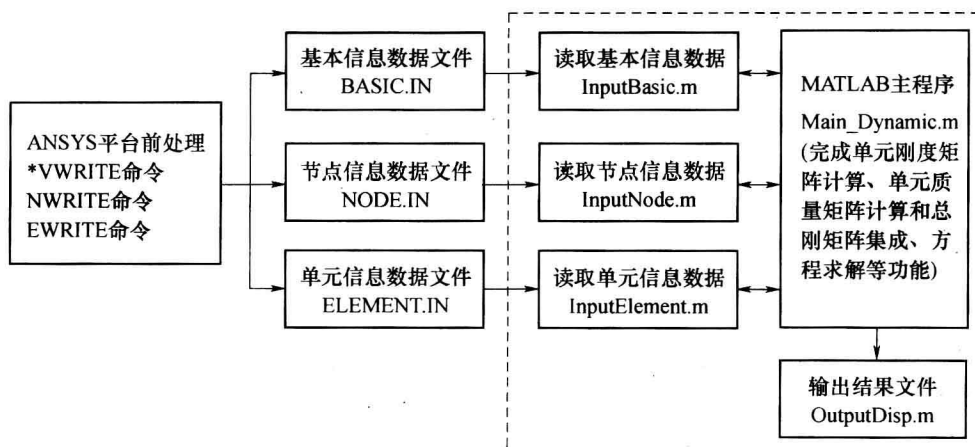 ANSYS平台前处理
*VWRITE命令
NWRITE命令
EWRITE命令
基本信息数据文件
BASIC.IN
节点信息数据文件
NODE.IN
单元信息数据文件
ELEMENT.IN
读取基本信息数据
InputBasic.m
读取节点信息数据
InputNode.m
读取单元信息数据
InputElement.m
MATLAB主程序
Main_Dynamic.m
(完成单元刚度矩
阵计算、单元质
量矩阵计算和总
刚矩阵集成、方
程求解等功能)
输出结果文件
OutputDisp.m